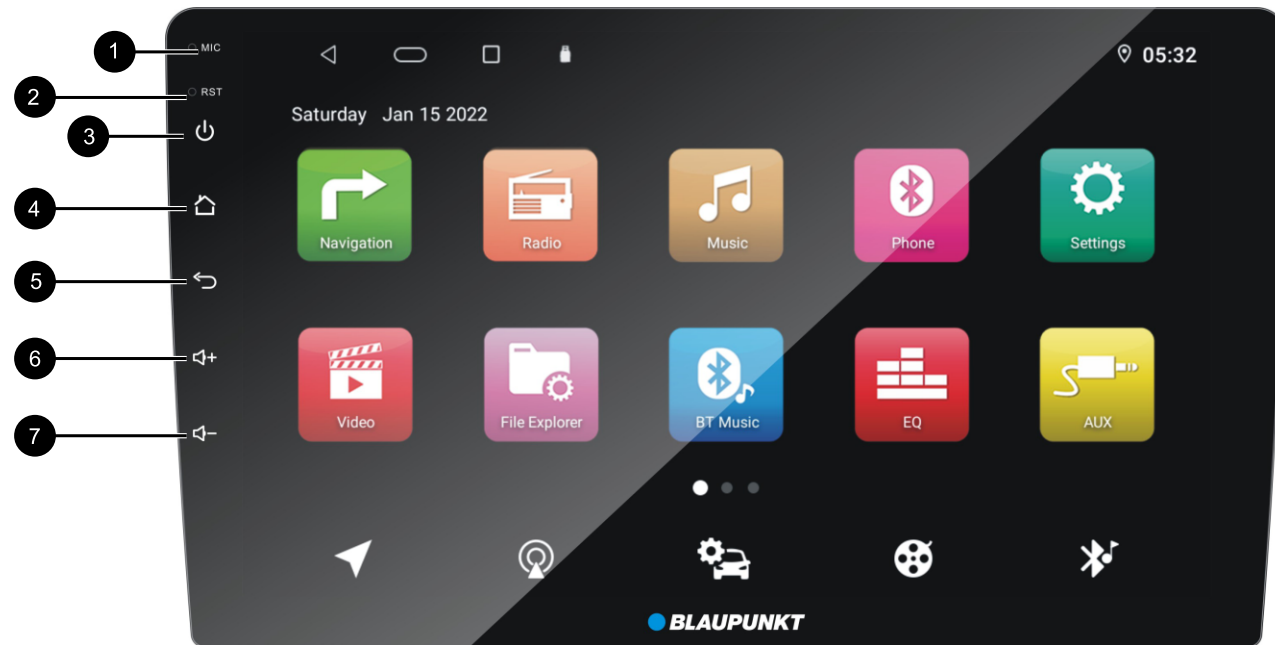 1
MIC
2
RST
3
4
5
6
7
05:32
Saturday Jan 15 2022
Navigation Radio Music Phone Settings
Video File Explorer BT Music EQ AUX
BLAUPUNKT